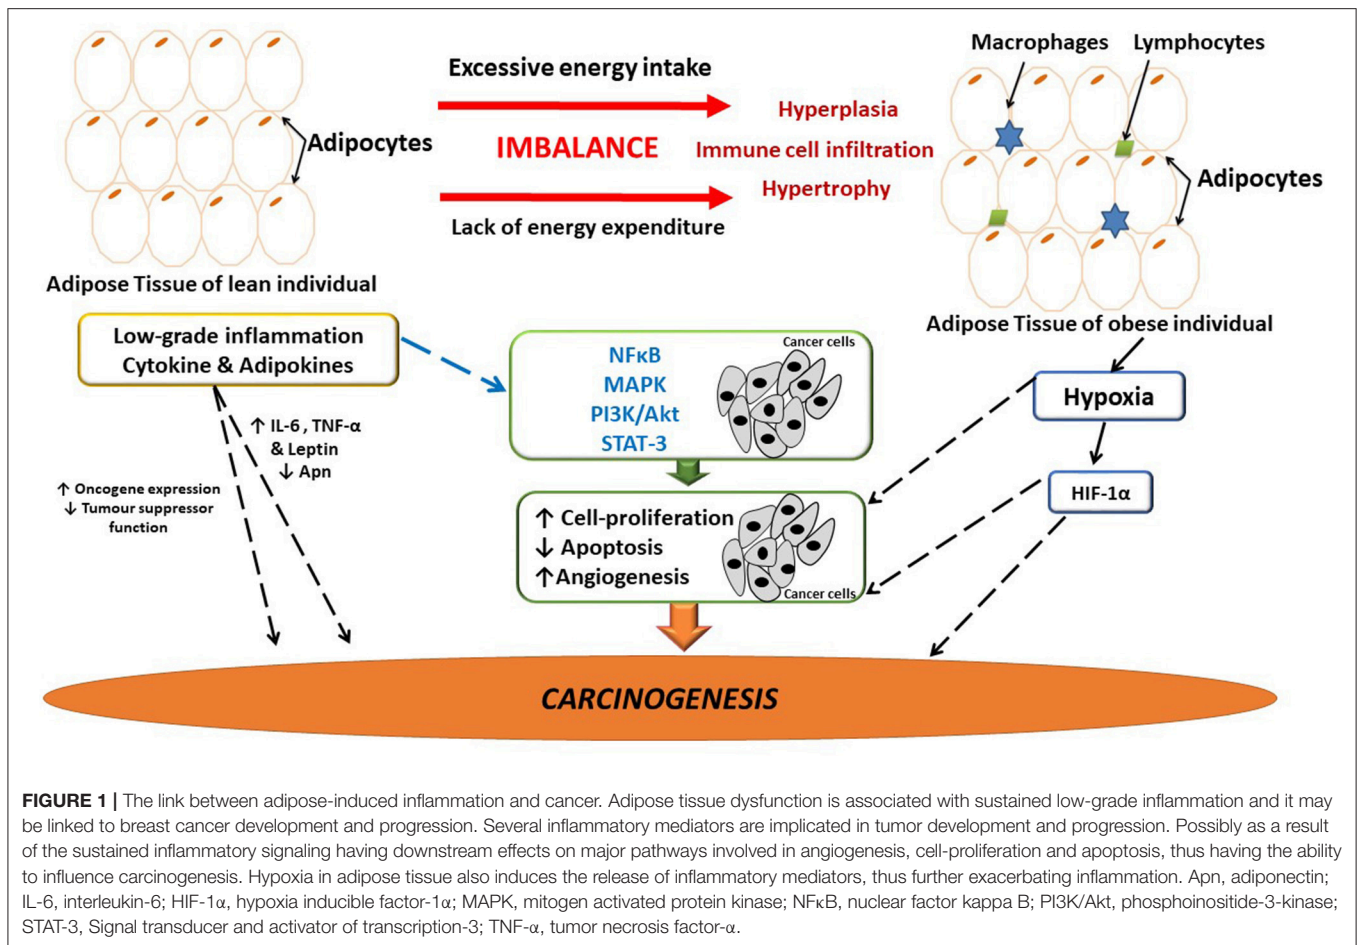 Macrophages
Lymphocytes
Excessive energy intake
Hyperplasia
Adipocytes
IMBALANCE
Immune cell infiltration
Hypertrophy
Adipocytes
Lack of energy expenditure
Adipose Tissue of lean individual
Adipose Tissue of obese individual
Low-grade inflammation
Cytokine & Adipokines
NFκB
MAPK
PI3K/Akt
STAT-3
Cancer cells
Hypoxia
↑ IL-6 , TNF-α
& Leptin
↓ Apn
HIF-1α
↑ Oncogene expression
↓ Tumour suppressor
function
↑ Cell-proliferation
↓ Apoptosis
↑Angiogenesis
Cancer cells
CARCINOGENESIS
FIGURE 1 | The link between adipose-induced inflammation and cancer. Adipose tissue dysfunction is associated with sustained low-grade inflammation and it may
be linked to breast cancer development and progression. Several inflammatory mediators are implicated in tumor development and progression. Possibly as a result
of the sustained inflammatory signaling having downstream effects on major pathways involved in angiogenesis, cell-proliferation and apoptosis, thus having the ability
to influence carcinogenesis. Hypoxia in adipose tissue also induces the release of inflammatory mediators, thus further exacerbating inflammation. Apn, adiponectin;
IL-6, interleukin-6; HIF-1α, hypoxia inducible factor-1α; MAPK, mitogen activated protein kinase; NFκB, nuclear factor kappa B; PI3K/Akt, phosphoinositide-3-kinase;
STAT-3, Signal transducer and activator of transcription-3; TNF-α, tumor necrosis factor-α.